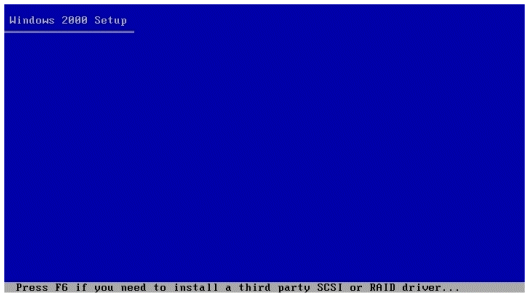 Windows 2000 Setup
Press F6 if you need to install a third party SCSI or RAID driver...